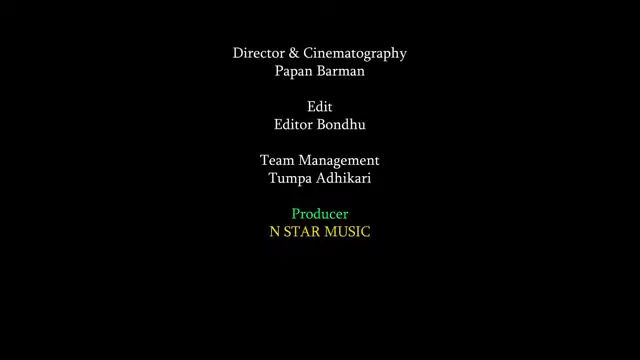 Director & Cinematography
Papan Barman
Edit
Editor Bondhu
Team Management
Tumpa Adhikari
Producer
N STAR MUSIC